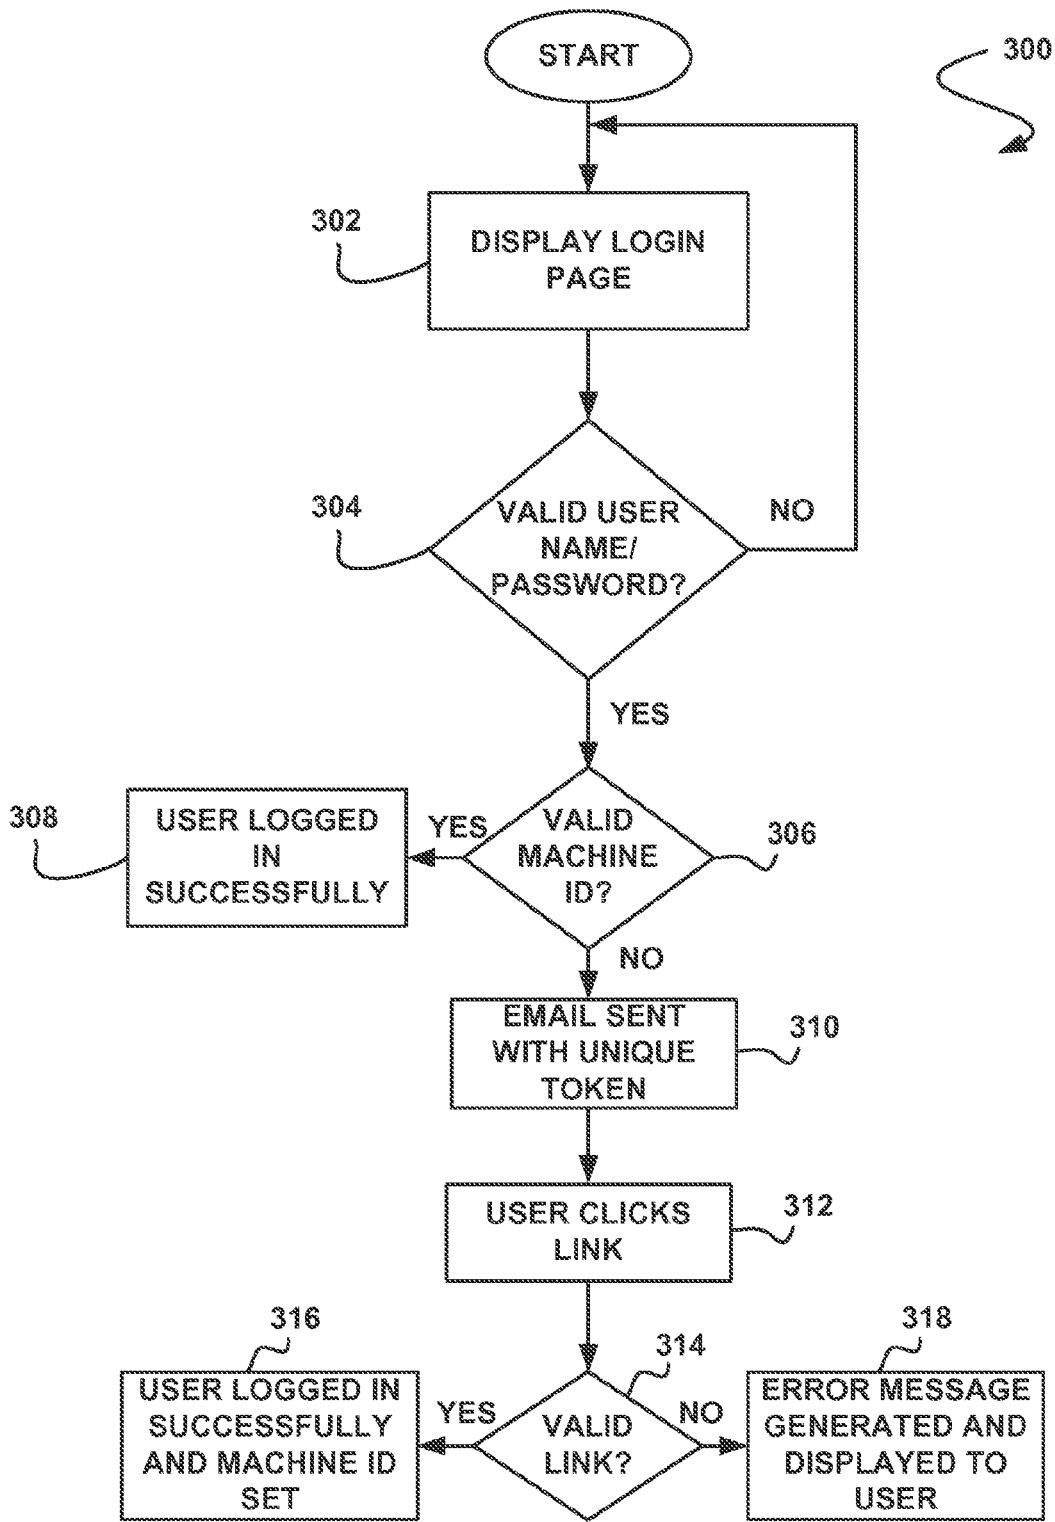 START
300
302
DISPLAY LOGIN
PAGE
304
VALID USER
NAME/
PASSWORD?
NO
YES
308
USER LOGGED
IN
SUCCESSFULLY
YES
VALID
MACHINE
ID?
306
NO
EMAIL SENT
WITH UNIQUE
TOKEN
310
USER CLICKS
LINK
312
316
314
318
USER LOGGED IN
SUCCESSFULLY
AND MACHINE ID
SET
YES
VALID
LINK?
NO
ERROR MESSAGE
GENERATED AND
DISPLAYED TO
USER